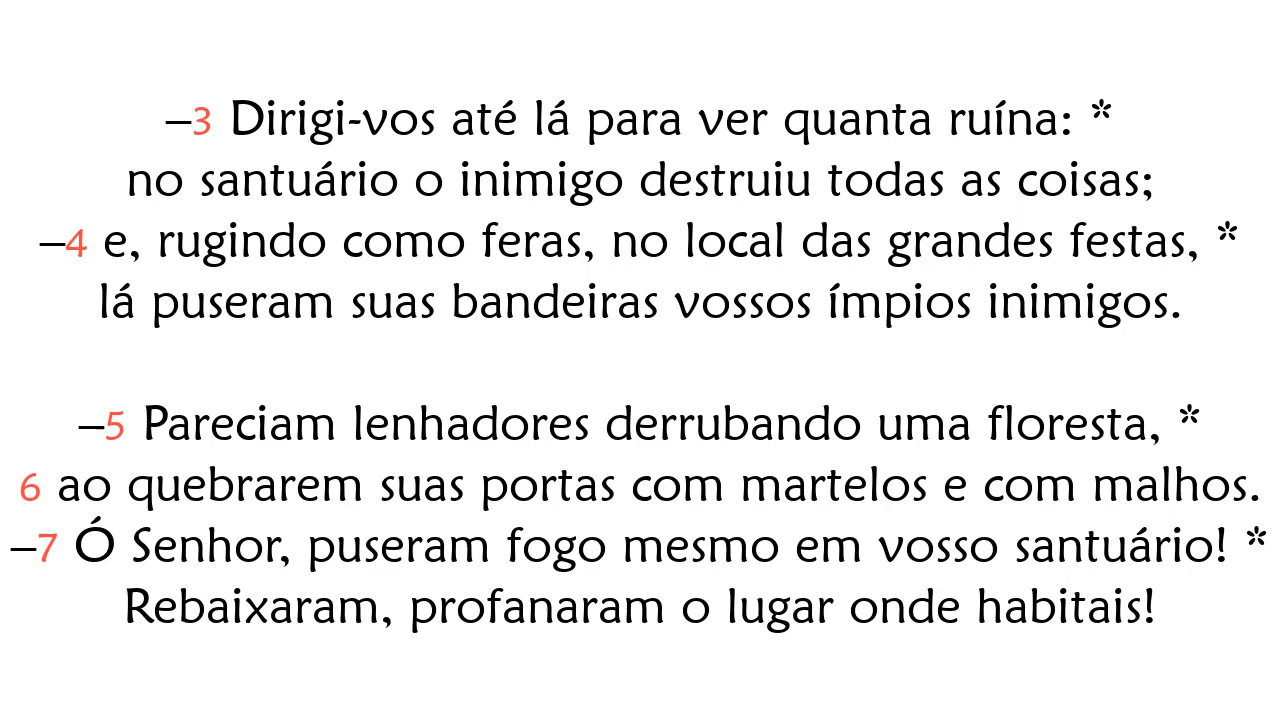 –3 Dirigi-vos até lá para ver quanta ruína: *
no santuário o inimigo destruiu todas as coisas;
–4 e, rugindo como feras, no local das grandes festas, *
lá puseram suas bandeiras vossos ímpios inimigos.
–5 Pareciam lenhadores derrubando uma floresta, *
6 ao quebrarem suas portas com martelos e com malhos.
–7 Ó Senhor, puseram fogo mesmo em vosso santuário! *
Rebaixaram, profanaram o lugar onde habitais!